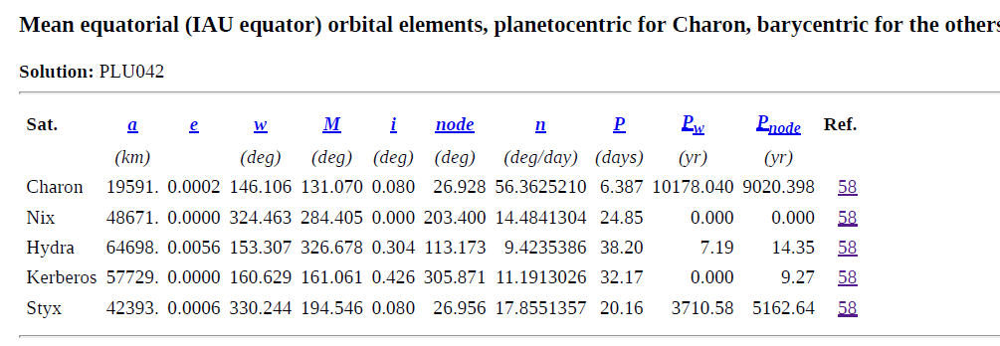 Mean equatorial (IAU equator) orbital elements, planetocentric for Charon, barycentric for the others
Solution: PLU042
Sat. a e w M i node n P Pw Pnode Ref.
(km) (deg) (deg) (deg) (deg) (deg/day) (days) (yr) (yr)
Charon 19591. 0.0002 146.106 131.070 0.080 26.928 56.3625210 6.387 10178.040 9020.398 58
Nix 48671. 0.0000 324.463 284.405 0.000 203.400 14.4841304 24.85 0.000 0.000 58
Hydra 64698. 0.0056 153.307 326.678 0.304 113.173 9.4235386 38.20 7.19 14.35 58
Kerberos 57729. 0.0000 160.629 161.061 0.426 305.871 11.1913026 32.17 0.000 9.27 58
Styx 42393. 0.0006 330.244 194.546 0.080 26.956 17.8551357 20.16 3710.58 5162.64 58